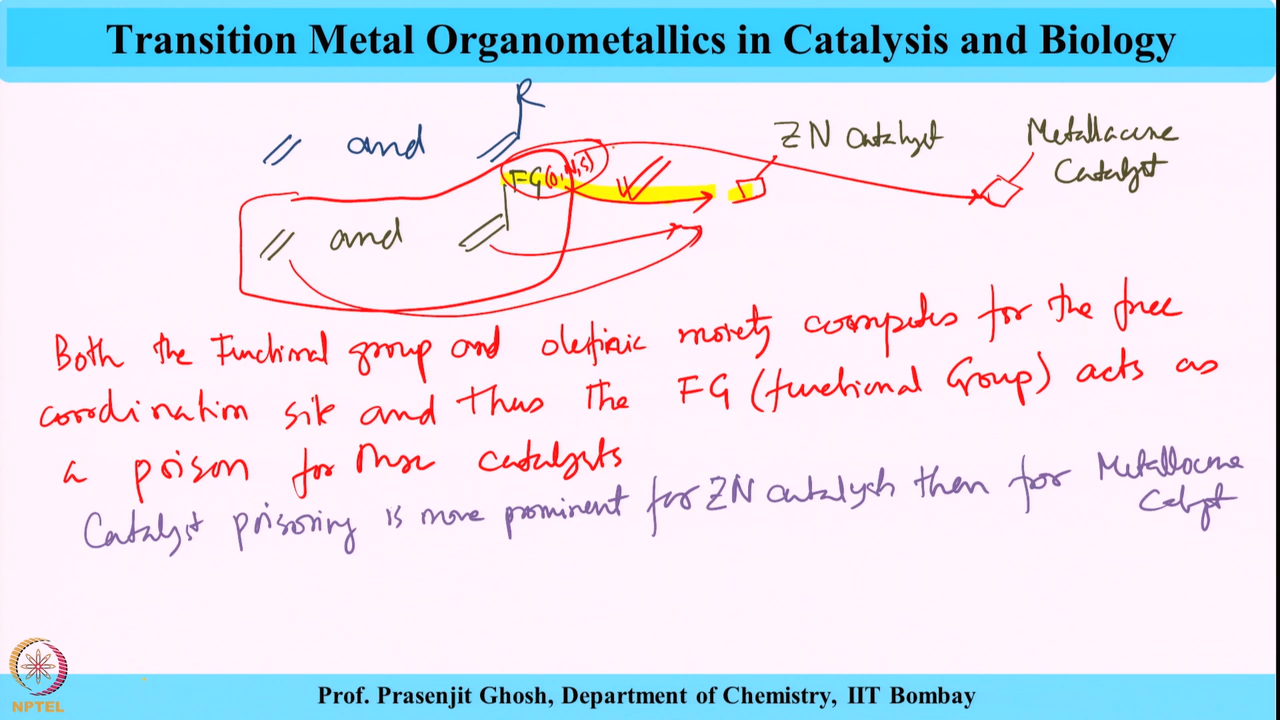 Transition Metal Organometallics in Catalysis and Biology
R
and
ZN Catalyst
Metallocene
Catalyst
FG(O,N,S)
and
Both the Functional group and olefinic moiety competes for the free
coordination site and thus the FG (functional Group) acts as
a poison for these catalysts
Catalyst poisoning is more prominent for ZN catalysts then for Metallocene
NPTEL
Prof. Prasenjit Ghosh, Department of Chemistry, IIT Bombay